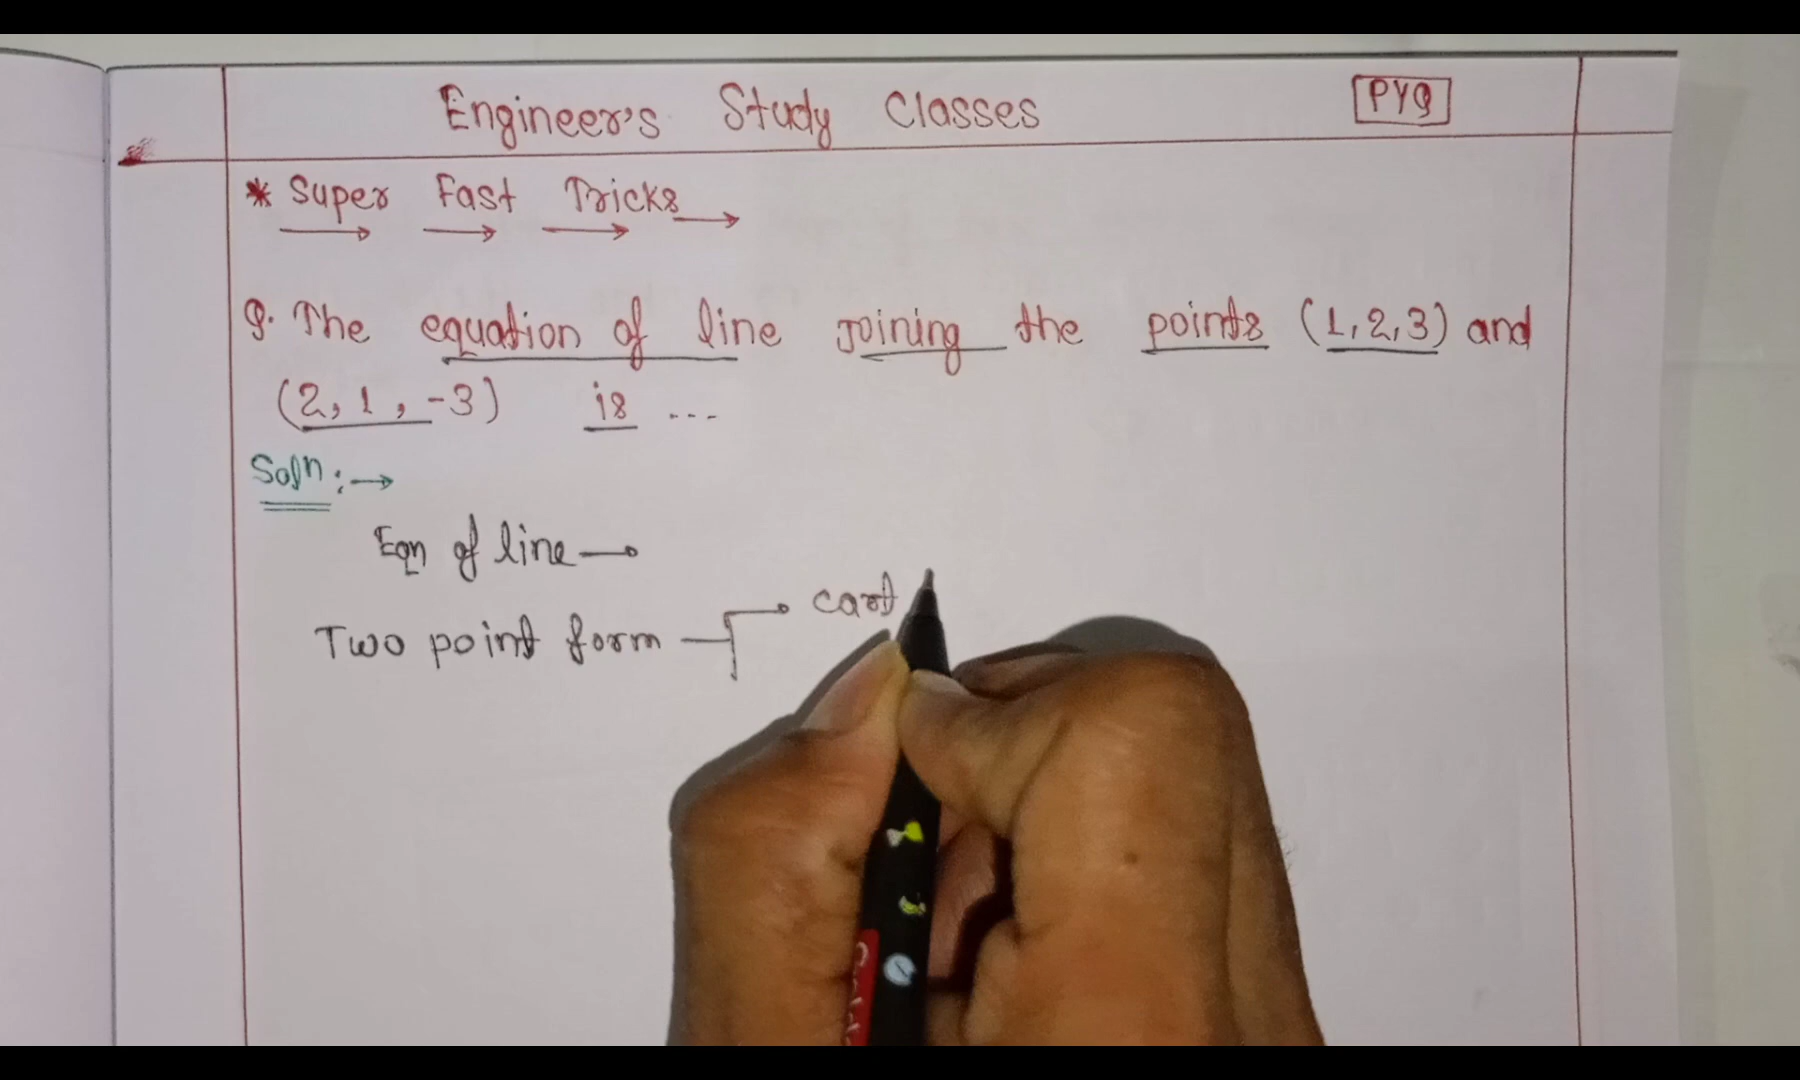 Engineer's Study Classes PYQ
* Super Fast Tricks
Q. The equation of line Joining the points (1,2,3) and
(2, 1, -3) is ...
Soln :→
Eqn of line
Two point form cart